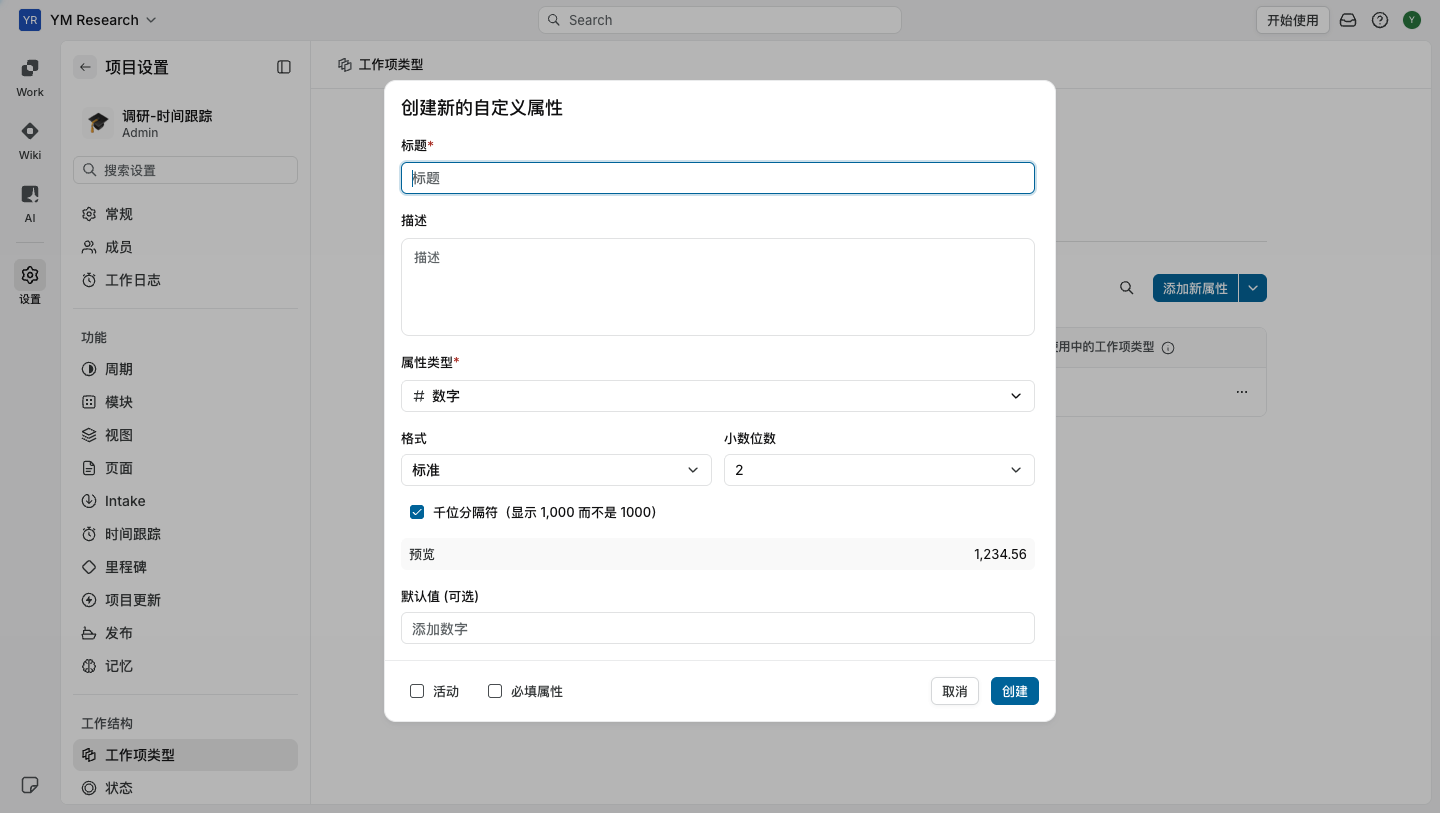 YR YM Research
Search
开始使用
Y
Work
Wiki
AI
设置
项目设置
调研-时间跟踪
Admin
搜索设置
常规
成员
工作日志
功能
周期
模块
视图
页面
Intake
时间跟踪
里程碑
项目更新
发布
记忆
工作结构
工作项类型
状态
工作项类型
添加新属性
用中的工作项类型
创建新的自定义属性
标题*
标题
描述
描述
属性类型*
数字
格式
小数位数
标准
2
千位分隔符（显示 1,000 而不是 1000）
预览
1,234.56
默认值 (可选)
添加数字
活动
必填属性
取消
创建